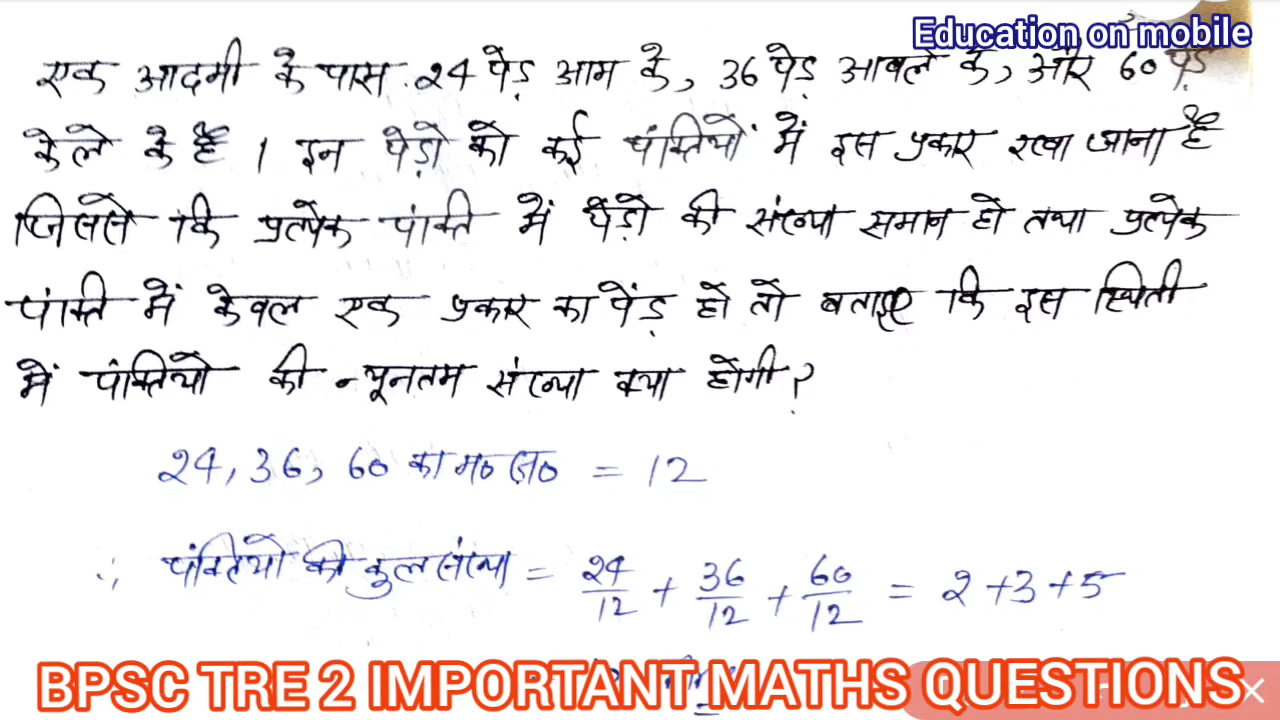 Education on mobile
एक आदमी के पास 24 पेड़ आम के, 36 पेड़ आवले के, और 60 पेड़
केले के है । इन पेड़ो को कई पंक्तियों में इस प्रकार रखा जाना है
जिससे कि प्रत्येक पंक्ति में पेंड़ो की संख्या समान हो तथा प्रत्येक
पंक्ति में केवल एक प्रकार का पेंड़ हो तो बताइए कि इस स्थिती
में पंक्तियो की न्यूनतम संख्या क्या होगी?
24, 36, 60 का म० स० = 12
∴ पंक्तियो की कुल संख्या = 24/12 + 36/12 + 60/12 = 2+3+5
BPSC TRE 2 IMPORTANT MATHS QUESTIONS